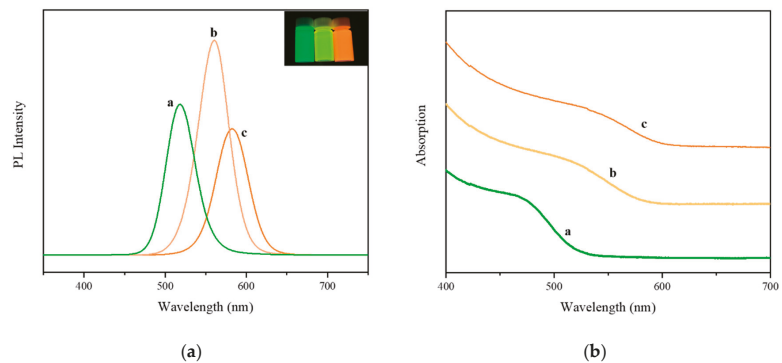 b
a
c
PL Intensity
400 500 600 700
Wavelength (nm)
(a)
c
b
a
Absorption
400 500 600 700
Wavelength (nm)
(b)